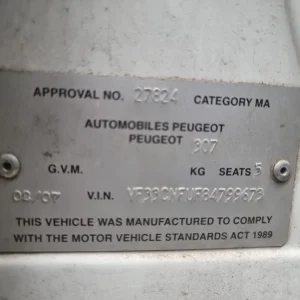 APPROVAL NO. 27824 CATEGORY MA
AUTOMOBILES PEUGEOT
PEUGEOT 307
G.V.M. KG SEATS 5
08/07 V.I.N.
THIS VEHICLE WAS MANUFACTURED TO COMPLY
WITH THE MOTOR VEHICLE STANDARDS ACT 1989